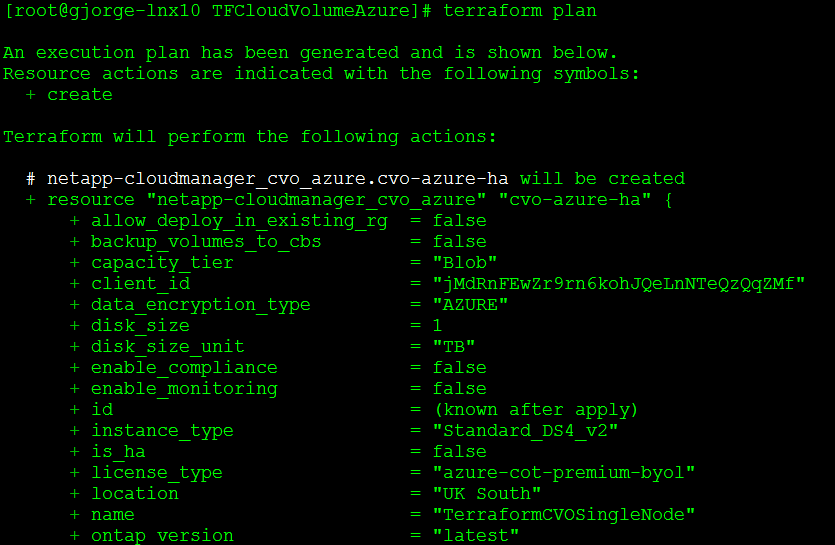 [root@gjorge-lnx10 TFCloudVolumeAzure]# terraform plan
An execution plan has been generated and is shown below.
Resource actions are indicated with the following symbols:
+ create
Terraform will perform the following actions:
# netapp-cloudmanager_cvo_azure.cvo-azure-ha will be created
+ resource "netapp-cloudmanager_cvo_azure" "cvo-azure-ha" {
+ allow_deploy_in_existing_rg = false
+ backup_volumes_to_cbs = false
+ capacity_tier = "Blob"
+ client_id = "jMdRnFEwZr9rn6kohJQeLnNTeQzQqZMf"
+ data_encryption_type = "AZURE"
+ disk_size = 1
+ disk_size_unit = "TB"
+ enable_compliance = false
+ enable_monitoring = false
+ id = (known after apply)
+ instance_type = "Standard_DS4_v2"
+ is_ha = false
+ license_type = "azure-cot-premium-byol"
+ location = "UK South"
+ name = "TerraformCVOSingleNode"
+ ontap_version = "latest"